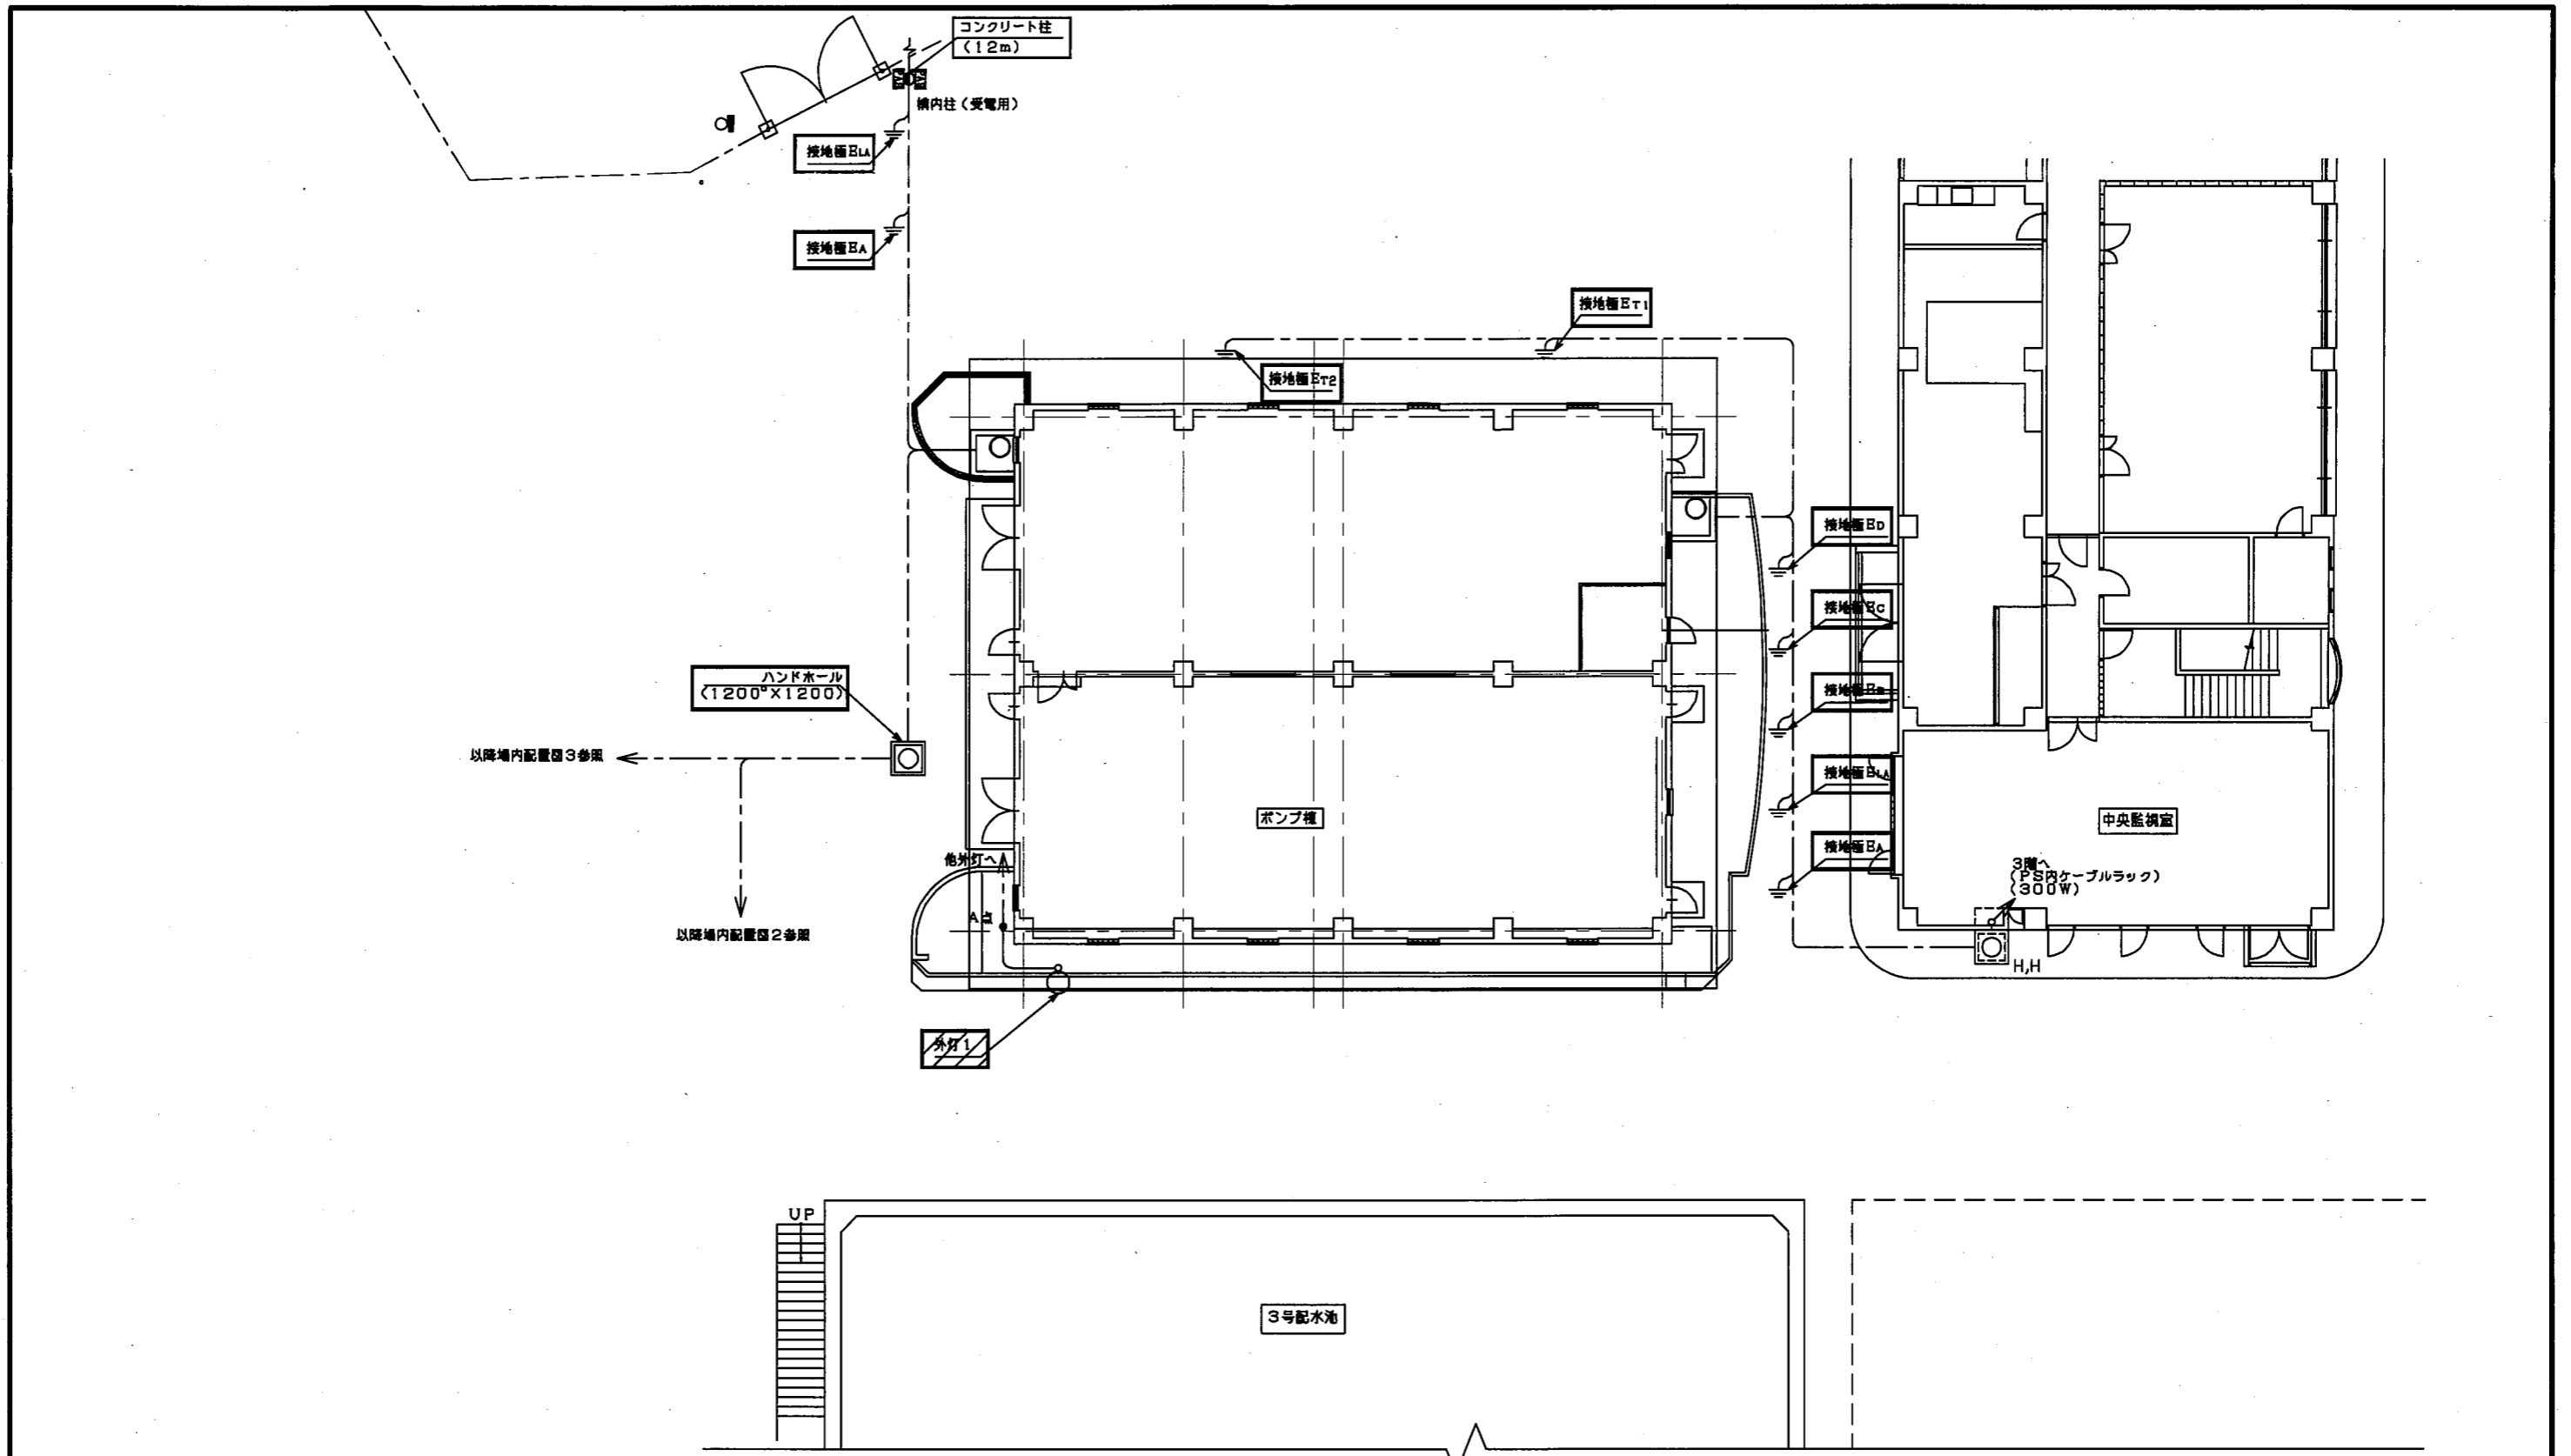 コンクリート柱
(12m)
構内柱(受電用)
接地極ELA
接地極EA
接地極ET1
接地極ET2
接地極ED
接地極EC
接地極EB
接地極ELA
接地極EA
ハンドホール
(1200°×1200)
以降場内配置図3参照
以降場内配置図2参照
ポンプ棟
他外灯へ
A点
外灯1
中央監視室
3階へ
(PS内ケーブルラック)
(300W)
H,H
UP
3号配水池